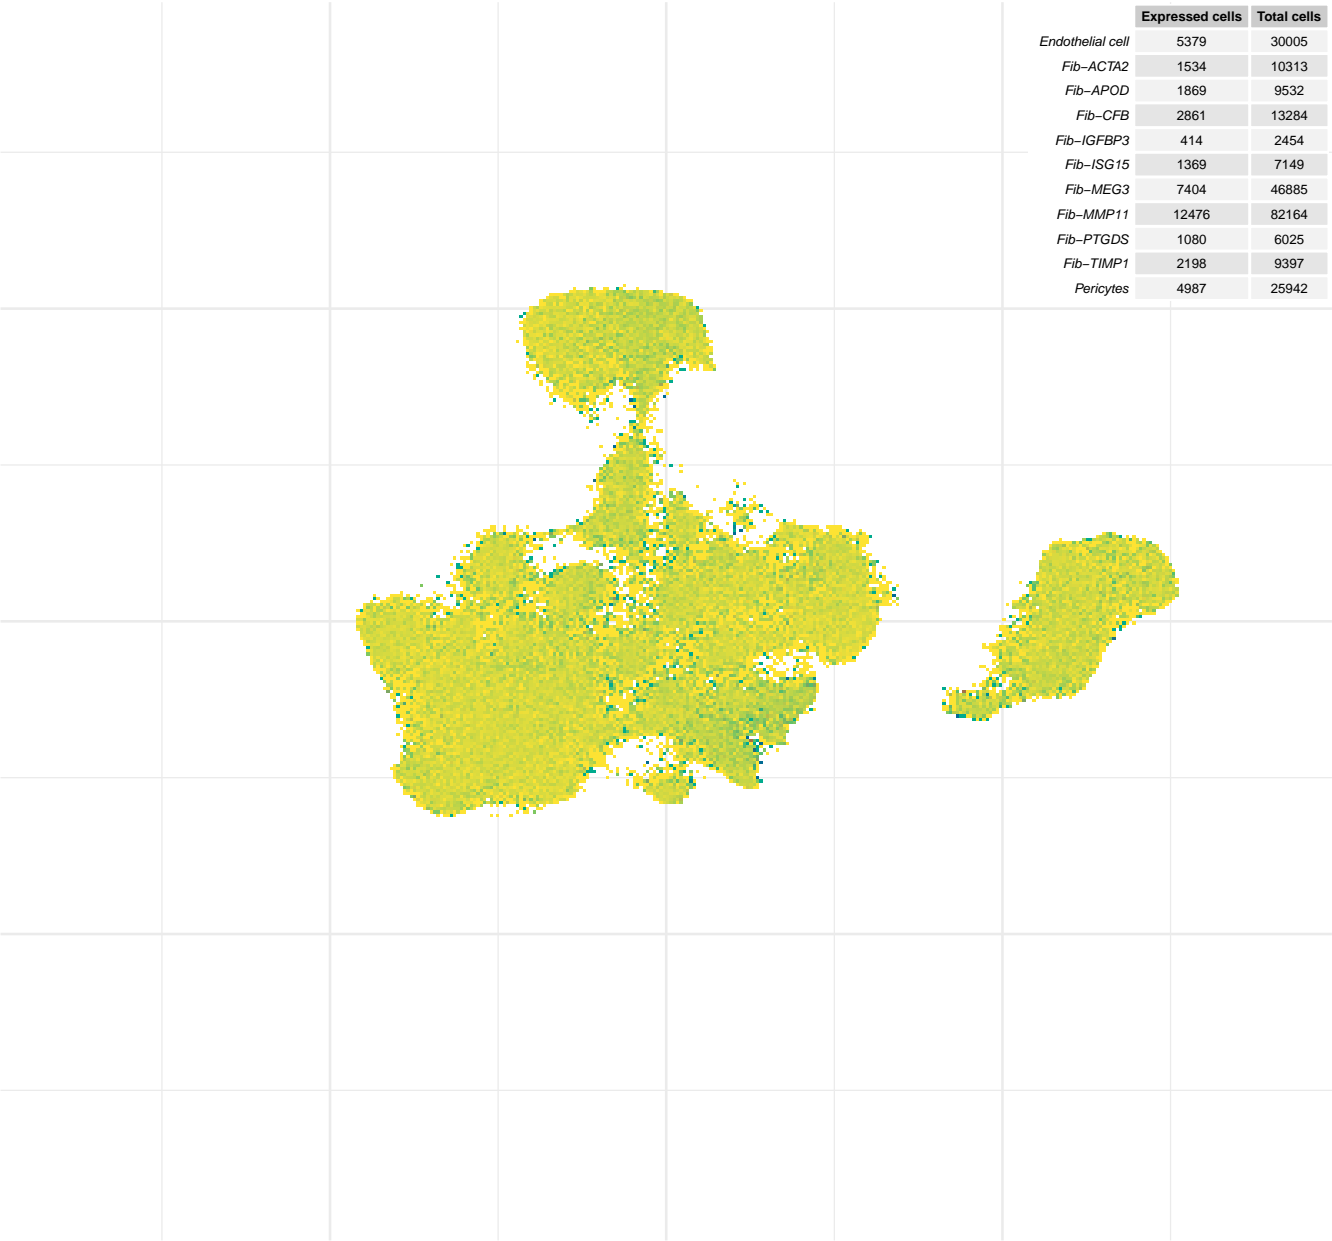 Expressed cells Total cells
Endothelial cell 5379 30005
Fib−ACTA2 1534 10313
Fib−APOD 1869 9532
Fib−CFB 2861 13284
Fib−IGFBP3 414 2454
Fib−ISG15 1369 7149
Fib−MEG3 7404 46885
Fib−MMP11 12476 82164
Fib−PTGDS 1080 6025
Fib−TIMP1 2198 9397
Pericytes 4987 25942